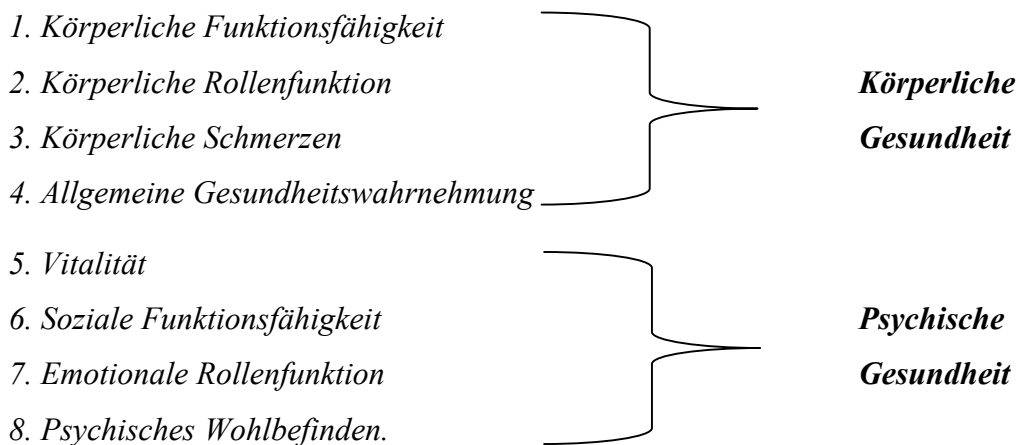 1. Körperliche Funktionsfähigkeit
2. Körperliche Rollenfunktion
3. Körperliche Schmerzen
4. Allgemeine Gesundheitswahrnehmung
Körperliche
Gesundheit
5. Vitalität
6. Soziale Funktionsfähigkeit
7. Emotionale Rollenfunktion
8. Psychisches Wohlbefinden.
Psychische
Gesundheit